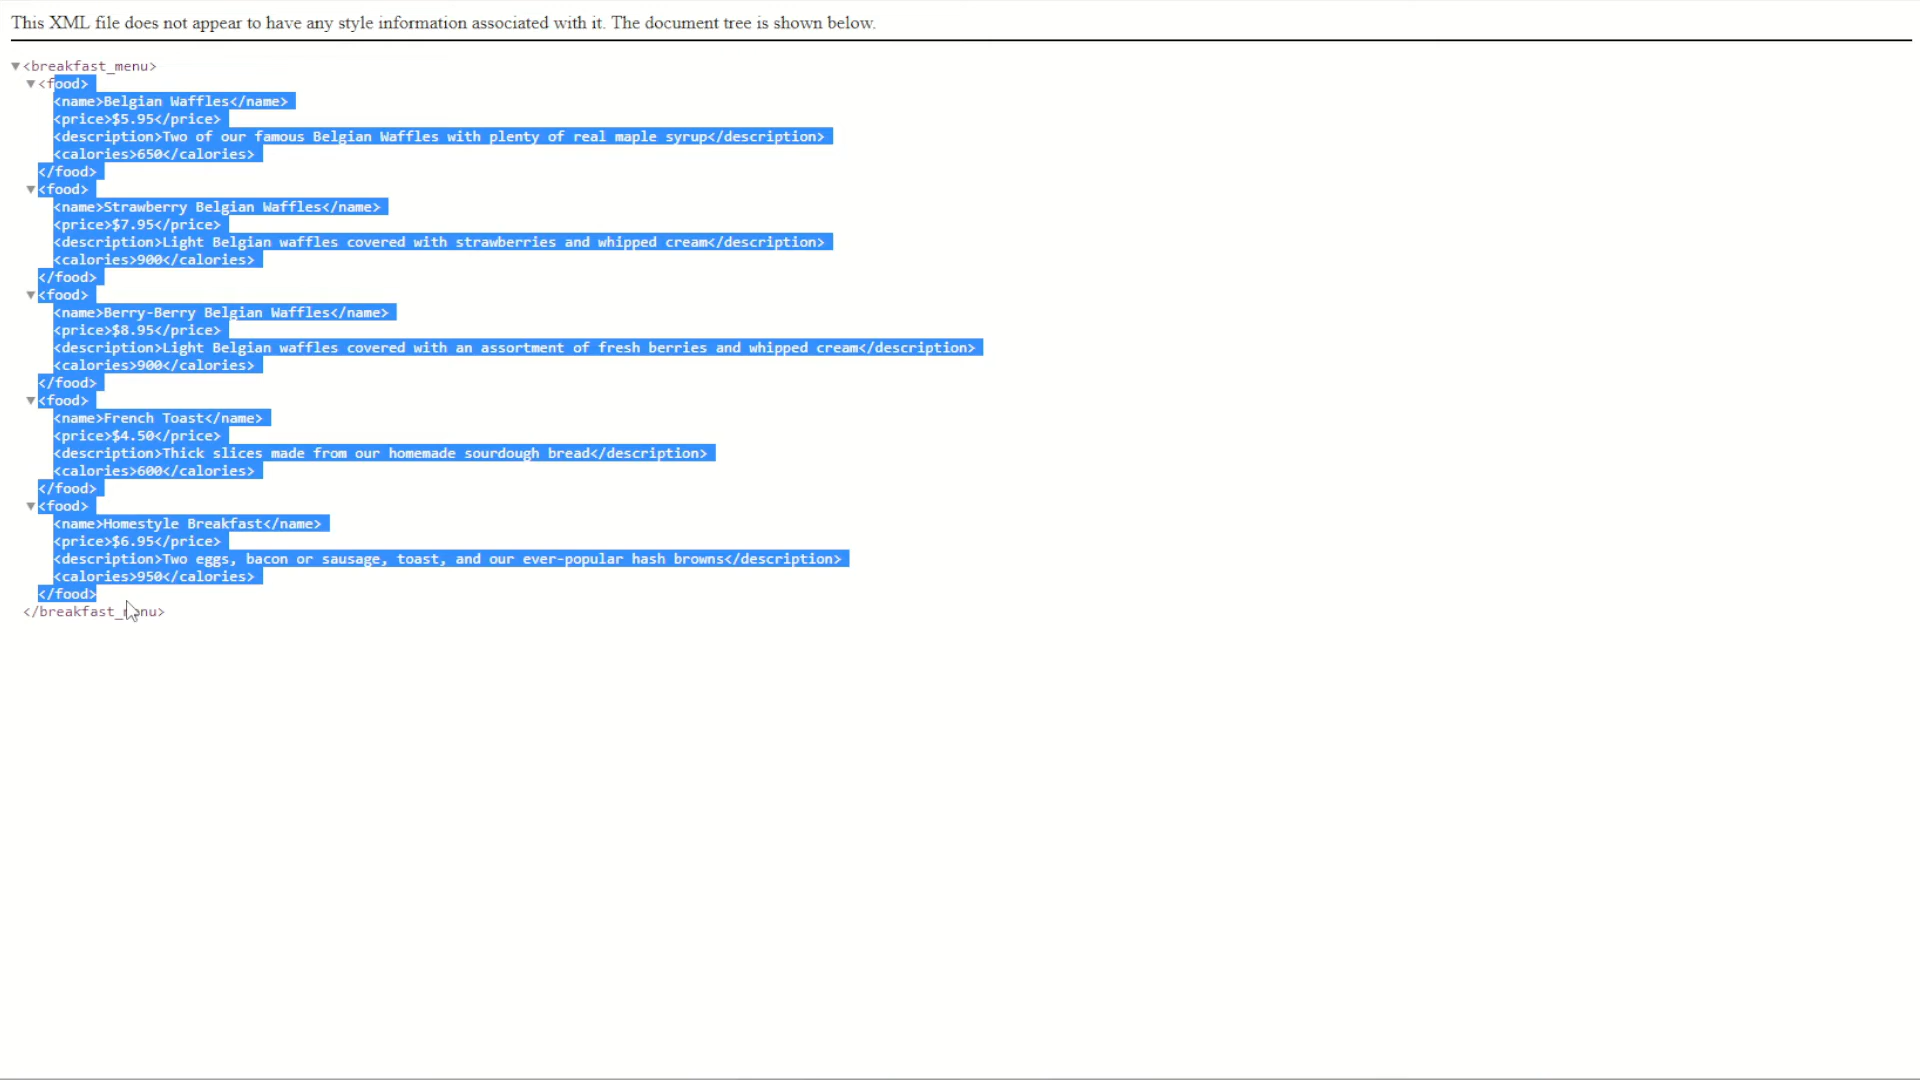 This XML file does not appear to have any style information associated with it. The document tree is shown below.
▼<breakfast_menu>
▼<food>
<name>Belgian Waffles</name>
<price>$5.95</price>
<description>Two of our famous Belgian Waffles with plenty of real maple syrup</description>
<calories>650</calories>
</food>
▼<food>
<name>Strawberry Belgian Waffles</name>
<price>$7.95</price>
<description>Light Belgian waffles covered with strawberries and whipped cream</description>
<calories>900</calories>
</food>
▼<food>
<name>Berry-Berry Belgian Waffles</name>
<price>$8.95</price>
<description>Light Belgian waffles covered with an assortment of fresh berries and whipped cream</description>
<calories>900</calories>
</food>
▼<food>
<name>French Toast</name>
<price>$4.50</price>
<description>Thick slices made from our homemade sourdough bread</description>
<calories>600</calories>
</food>
▼<food>
<name>Homestyle Breakfast</name>
<price>$6.95</price>
<description>Two eggs, bacon or sausage, toast, and our ever-popular hash browns</description>
<calories>950</calories>
</food>
</breakfast_menu>